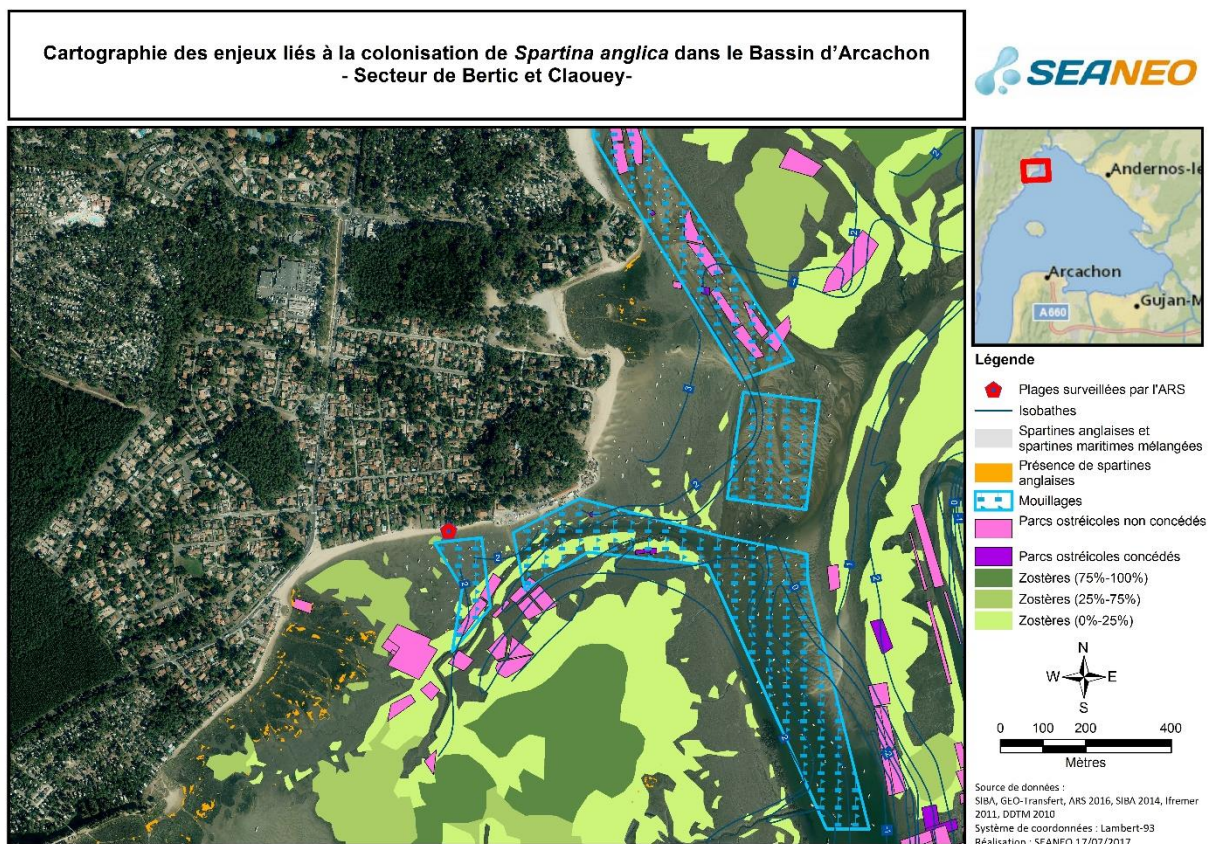 Cartographie des enjeux liés à la colonisation de Spartina anglica dans le Bassin d'Arcachon
- Secteur de Bertic et Claouey-
SEANEO
Andernos-le
Arcachon
A660
Gujan-M
Légende
Plages surveillées par l'ARS
Isobathes
Spartines anglaises et
spartines maritimes mélangées
Présence de spartines
anglaises
Mouillages
Parcs ostréicoles non concédés
Parcs ostréicoles concédés
Zostères (75%-100%)
Zostères (25%-75%)
Zostères (0%-25%)
N
W E
S
0 100 200 400
Mètres
Source de données :
SIBA, GEO-Transfert, ARS 2016, SIBA 2014, Ifremer
2011, DDTM 2010
Système de coordonnées : Lambert-93
Réalisation : SEANEO 17/07/2017